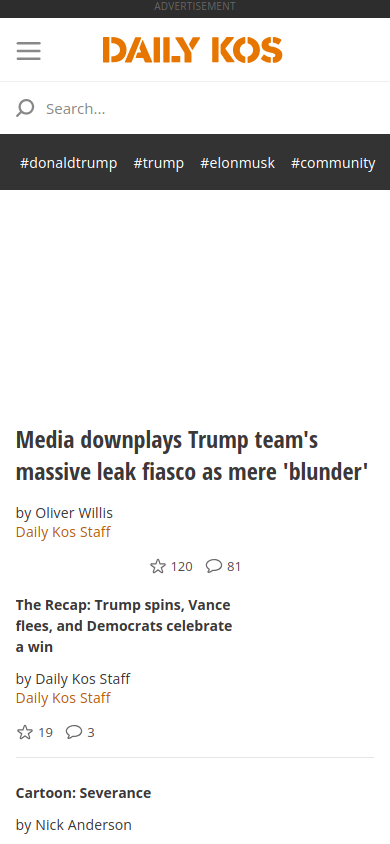 ADVERTISEMENT
DAILY KOS
Search...
#donaldtrump #trump #elonmusk #community
Media downplays Trump team's
massive leak fiasco as mere 'blunder'
by Oliver Willis
Daily Kos Staff
120 81
The Recap: Trump spins, Vance
flees, and Democrats celebrate
a win
by Daily Kos Staff
Daily Kos Staff
19 3
Cartoon: Severance
by Nick Anderson